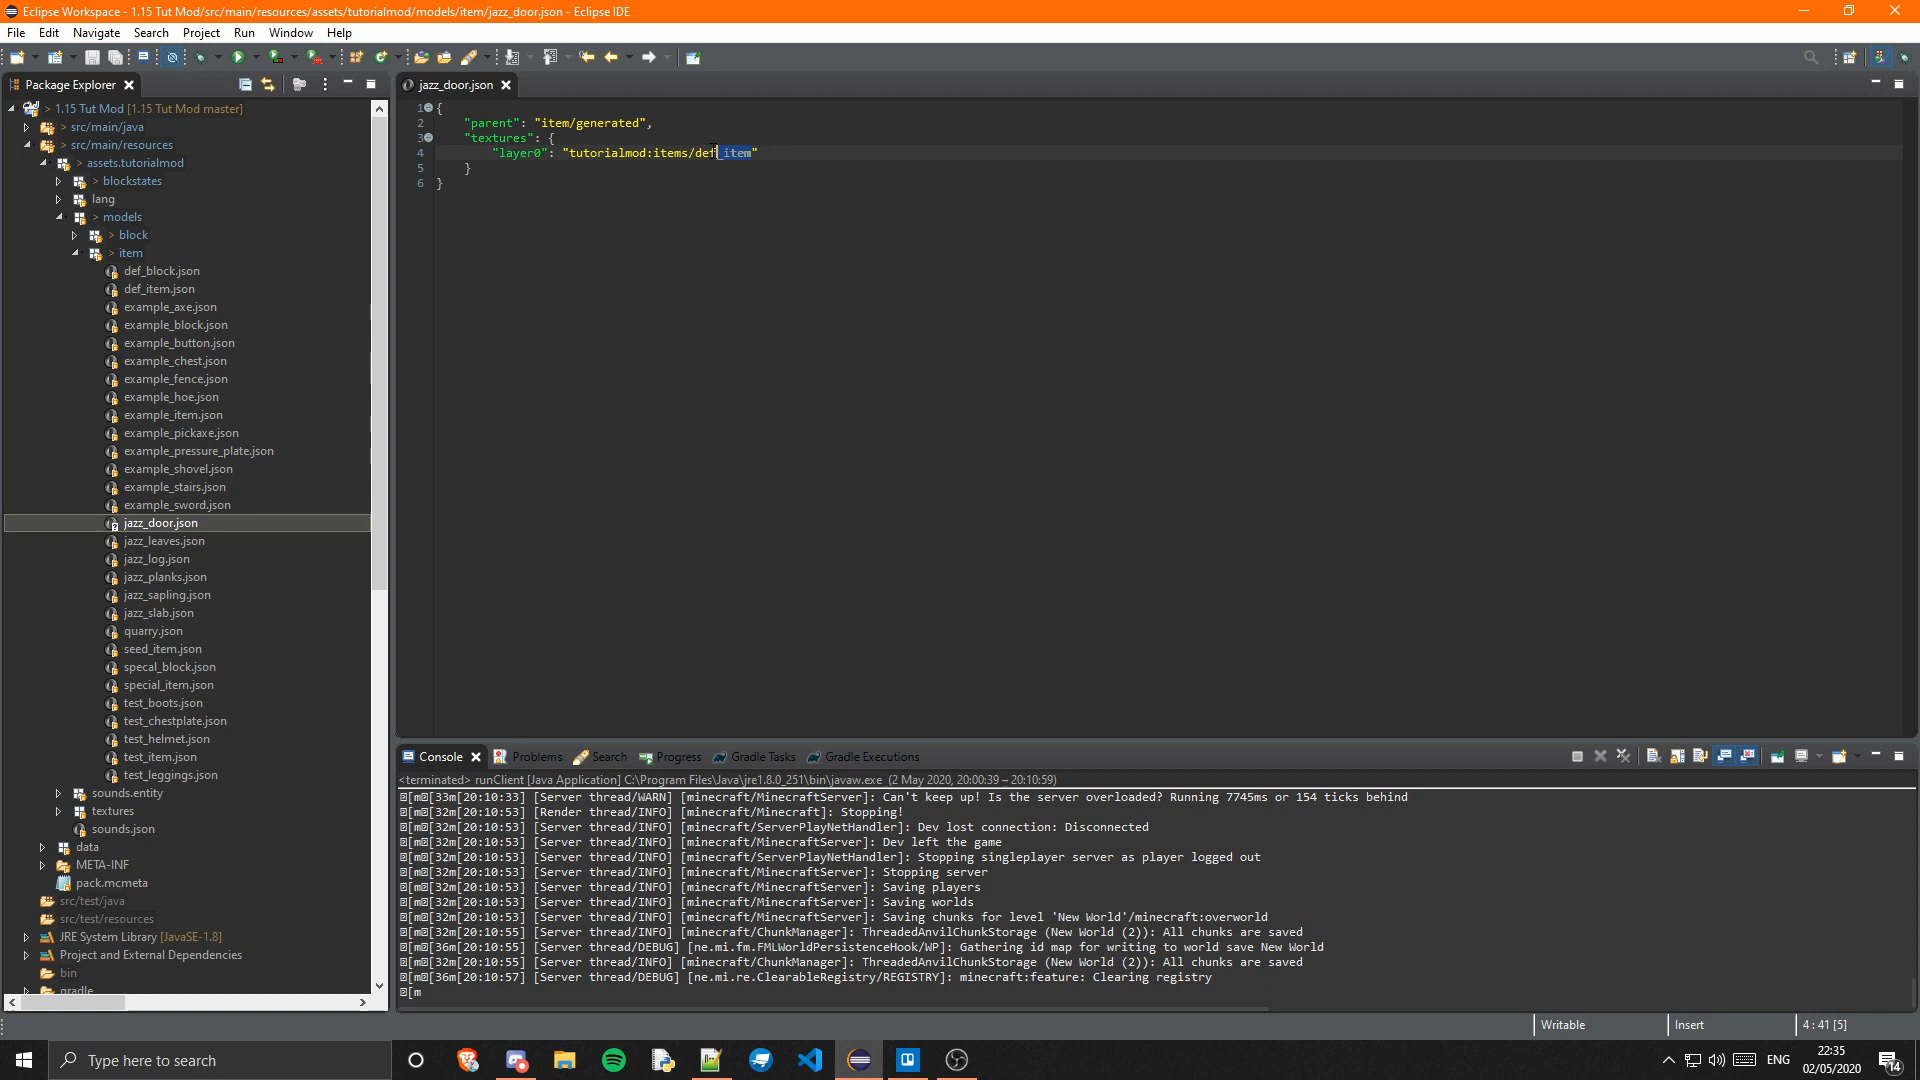 Eclipse Workspace - 1.15 Tut Mod/src/main/resources/assets/tutorialmod/models/item/jazz_door.json - Eclipse IDE
File Edit Navigate Search Project Run Window Help
Package Explorer
jazz_door.json
> 1.15 Tut Mod [1.15 Tut Mod master]
> src/main/java
> src/main/resources
> assets.tutorialmod
> blockstates
lang
> models
> block
> item
def_block.json
def_item.json
example_axe.json
example_block.json
example_button.json
example_chest.json
example_fence.json
example_hoe.json
example_item.json
example_pickaxe.json
example_pressure_plate.json
example_shovel.json
example_stairs.json
example_sword.json
jazz_door.json
jazz_leaves.json
jazz_log.json
jazz_planks.json
jazz_sapling.json
jazz_slab.json
quarry.json
seed_item.json
specal_block.json
special_item.json
test_boots.json
test_chestplate.json
test_helmet.json
test_item.json
test_leggings.json
sounds.entity
textures
sounds.json
data
META-INF
pack.mcmeta
src/test/java
src/test/resources
JRE System Library [JavaSE-1.8]
Project and External Dependencies
bin
gradle
1 {
2 "parent": "item/generated",
3 "textures": {
4 "layer0": "tutorialmod:items/def_item"
5 }
6 }
Console Problems Search Progress Gradle Tasks Gradle Executions
<terminated> runClient [Java Application] C:\Program Files\Java\jre1.8.0_251\bin\javaw.exe (2 May 2020, 20:00:39 – 20:10:59)
[m[33m[20:10:33] [Server thread/WARN] [minecraft/MinecraftServer]: Can't keep up! Is the server overloaded? Running 7745ms or 154 ticks behind
[m[32m[20:10:53] [Render thread/INFO] [minecraft/Minecraft]: Stopping!
[m[32m[20:10:53] [Server thread/INFO] [minecraft/ServerPlayNetHandler]: Dev lost connection: Disconnected
[m[32m[20:10:53] [Server thread/INFO] [minecraft/MinecraftServer]: Dev left the game
[m[32m[20:10:53] [Server thread/INFO] [minecraft/ServerPlayNetHandler]: Stopping singleplayer server as player logged out
[m[32m[20:10:53] [Server thread/INFO] [minecraft/MinecraftServer]: Stopping server
[m[32m[20:10:53] [Server thread/INFO] [minecraft/MinecraftServer]: Saving players
[m[32m[20:10:53] [Server thread/INFO] [minecraft/MinecraftServer]: Saving worlds
[m[32m[20:10:53] [Server thread/INFO] [minecraft/MinecraftServer]: Saving chunks for level 'New World'/minecraft:overworld
[m[32m[20:10:55] [Server thread/INFO] [minecraft/ChunkManager]: ThreadedAnvilChunkStorage (New World (2)): All chunks are saved
[m[36m[20:10:55] [Server thread/DEBUG] [ne.mi.fm.FMLWorldPersistenceHook/WP]: Gathering id map for writing to world save New World
[m[32m[20:10:55] [Server thread/INFO] [minecraft/ChunkManager]: ThreadedAnvilChunkStorage (New World (2)): All chunks are saved
[m[36m[20:10:57] [Server thread/DEBUG] [ne.mi.re.ClearableRegistry/REGISTRY]: minecraft:feature: Clearing registry
[m
Writable Insert 4 : 41 [5]
Type here to search
ENG
22:35
02/05/2020
14